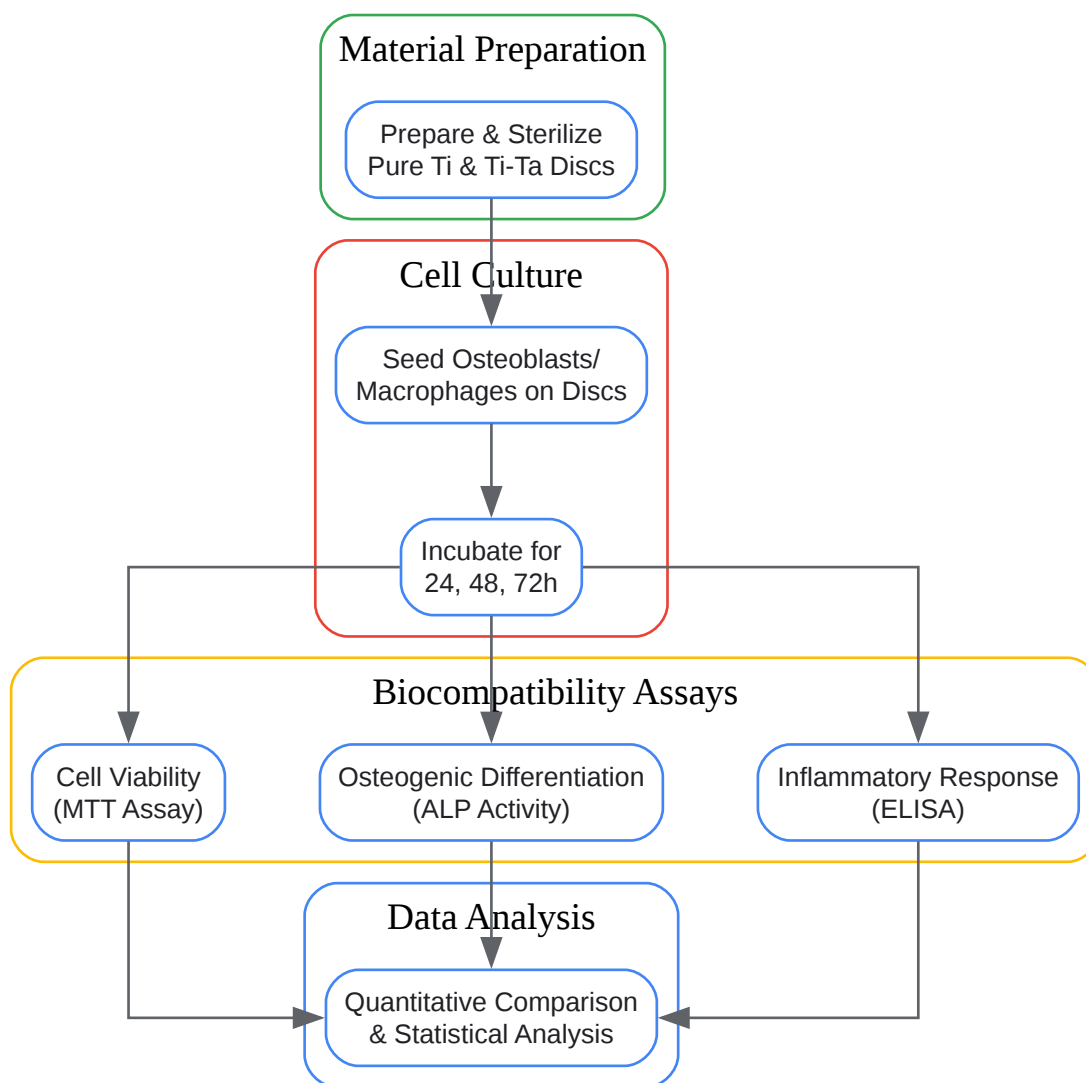 Material Preparation
Prepare & Sterilize
Pure Ti & Ti-Ta Discs
Cell Culture
Seed Osteoblasts/
Macrophages on Discs
Incubate for
24, 48, 72h
Biocompatibility Assays
Cell Viability
(MTT Assay)
Osteogenic Differentiation
(ALP Activity)
Inflammatory Response
(ELISA)
Data Analysis
Quantitative Comparison
& Statistical Analysis